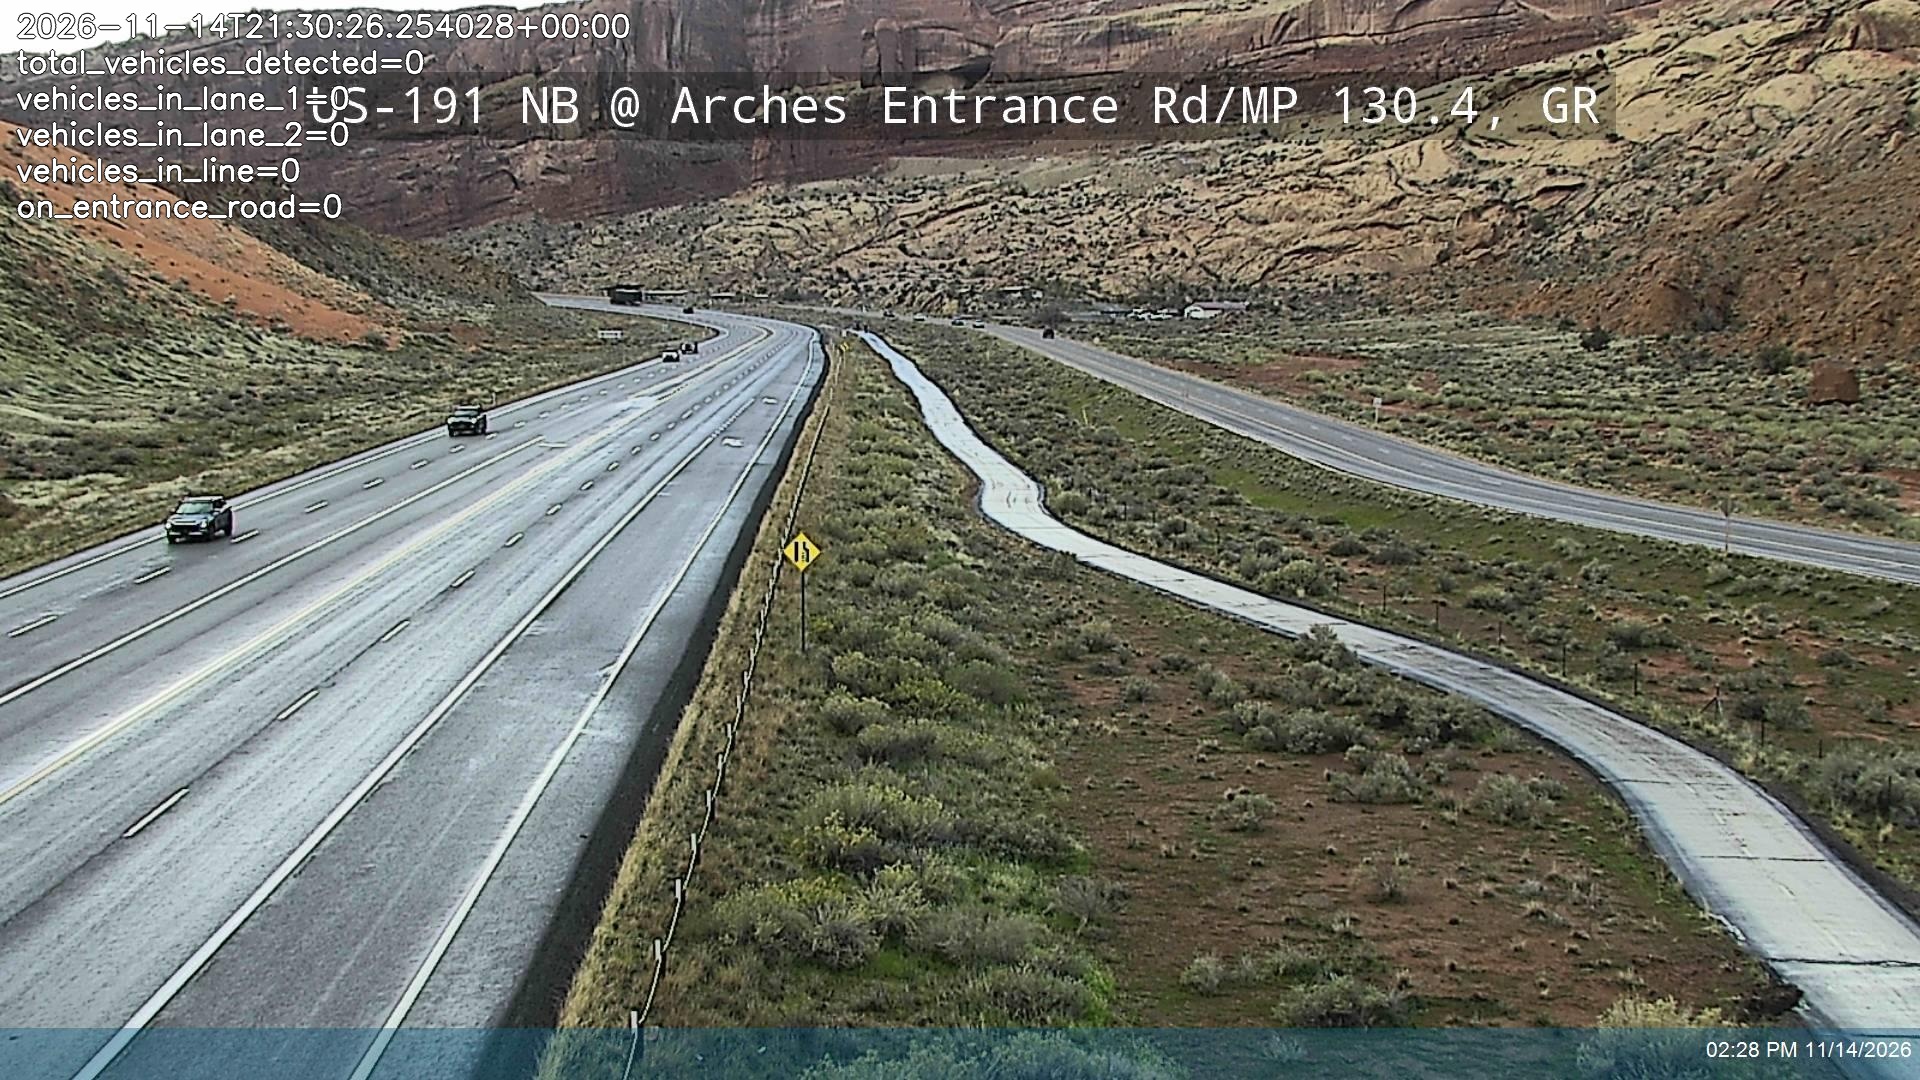 2026-11-14T21:30:26.254028+00:00
total_vehicles_detected=0
vehicles_in_lane_1=0
US-191 NB @ Arches Entrance Rd/MP 130.4, GR
vehicles_in_lane_2=0
vehicles_in_line=0
on_entrance_road=0
02:28 PM 11/14/2026